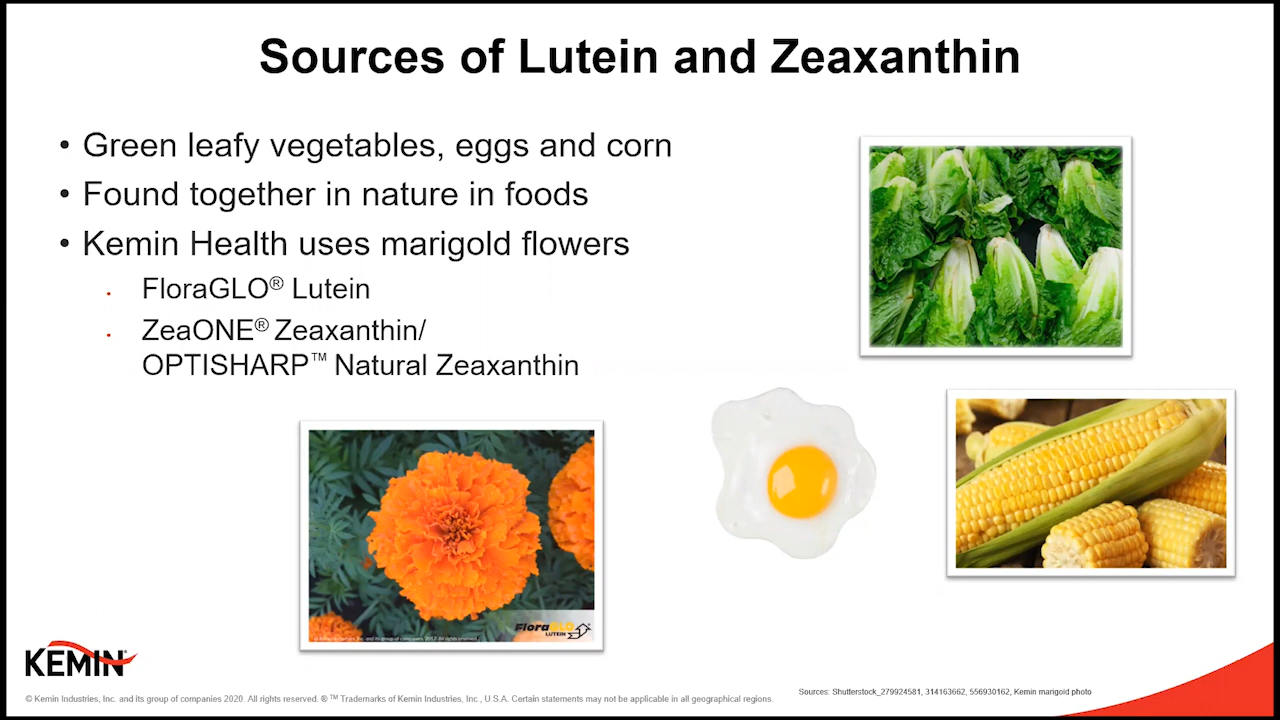 Sources of Lutein and Zeaxanthin
• Green leafy vegetables, eggs and corn
• Found together in nature in foods
• Kemin Health uses marigold flowers
• FloraGLO® Lutein
• ZeaONE® Zeaxanthin/
OPTISHARP™ Natural Zeaxanthin
FloraGLO
LUTEIN
KEMIN
© Kemin Industries, Inc. and its group of companies 2020. All rights reserved. ® ™ Trademarks of Kemin Industries, Inc., U.S.A. Certain statements may not be applicable in all geographical regions.
Sources: Shutterstock_279924581, 314163662, 556930162, Kemin marigold photo